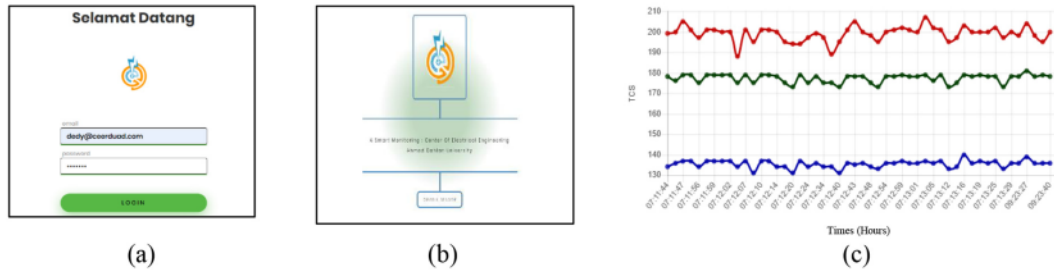 Selamat Datang
email
dedy@coerduad.com
password
••••••••
LOGIN
(a)
A Smart Monitoring : Center Of Electrical Engineering
Ahmad Dahlan University
(b)
TCS
210
200
190
180
170
160
150
140
130
07:11:44
07:11:47
07:11:56
07:11:59
07:12:02
07:12:07
07:12:10
07:12:14
07:12:20
07:12:24
07:12:34
07:12:40
07:12:43
07:12:48
07:12:54
07:12:59
07:13:01
07:13:05
07:13:12
07:13:16
07:13:19
07:13:25
07:13:29
09:23:27
09:23:40
Times (Hours)
(c)